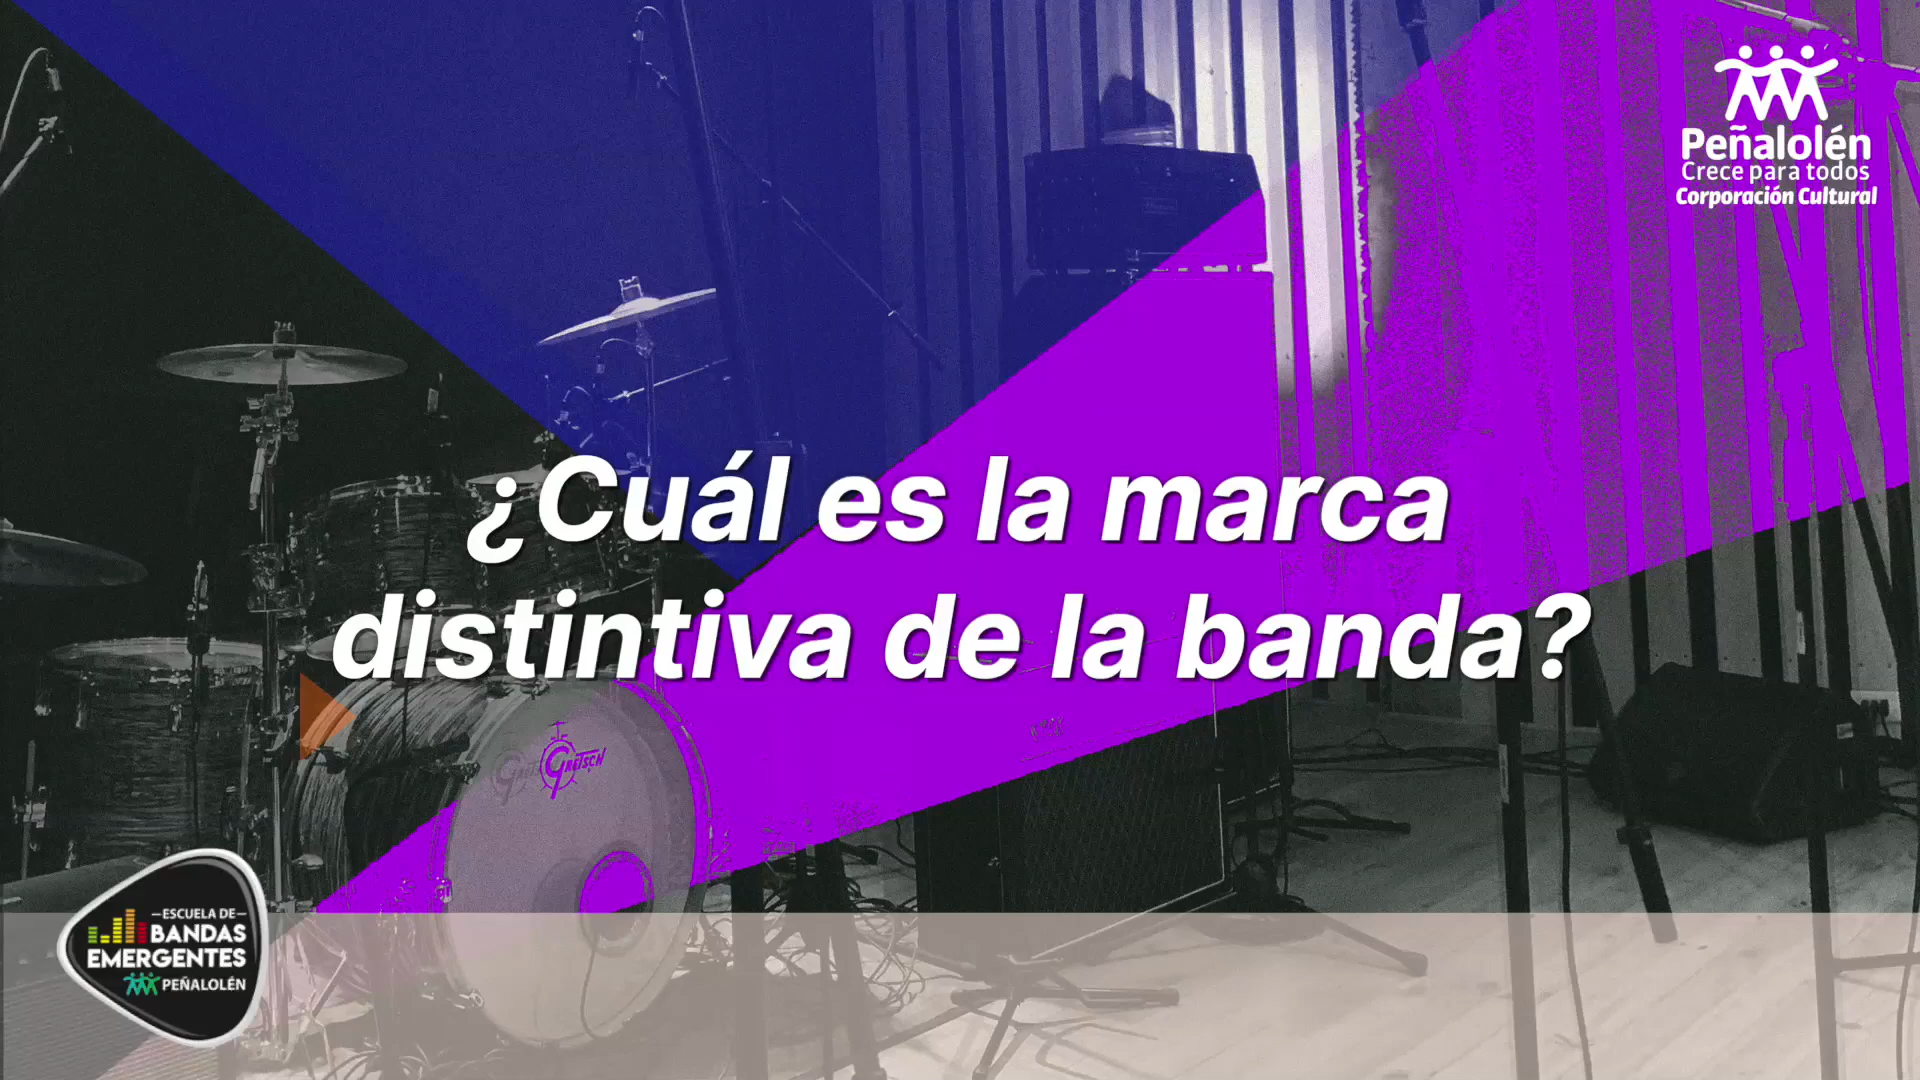 Peñalolén
Crece para todos
Corporación Cultural
¿Cuál es la marca
distintiva de la banda?
GRETSCH
ESCUELA DE
BANDAS
EMERGENTES
PEÑALOLÉN